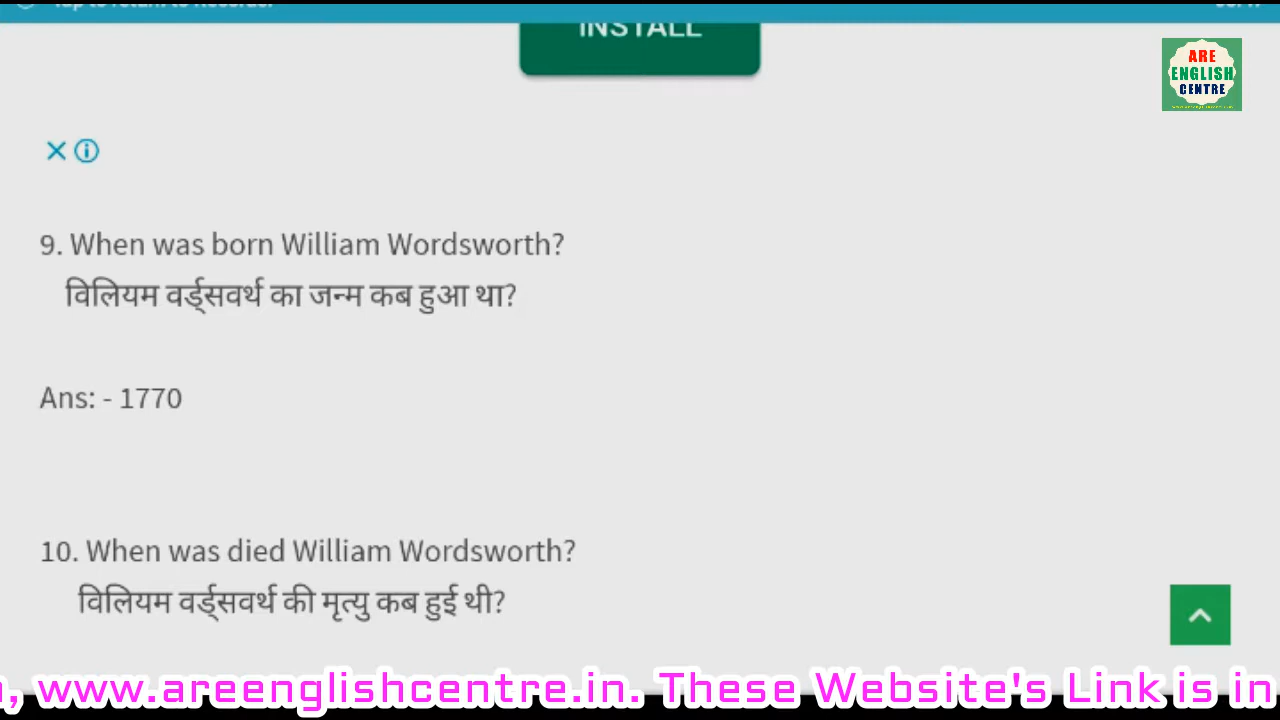 INSTALL
ARE
ENGLISH
CENTRE
9. When was born William Wordsworth?
विलियम वर्ड्सवर्थ का जन्म कब हुआ था?
Ans: - 1770
10. When was died William Wordsworth?
विलियम वर्ड्सवर्थ की मृत्यु कब हुई थी?
www.areenglishcentre.in. These Website's Link is in